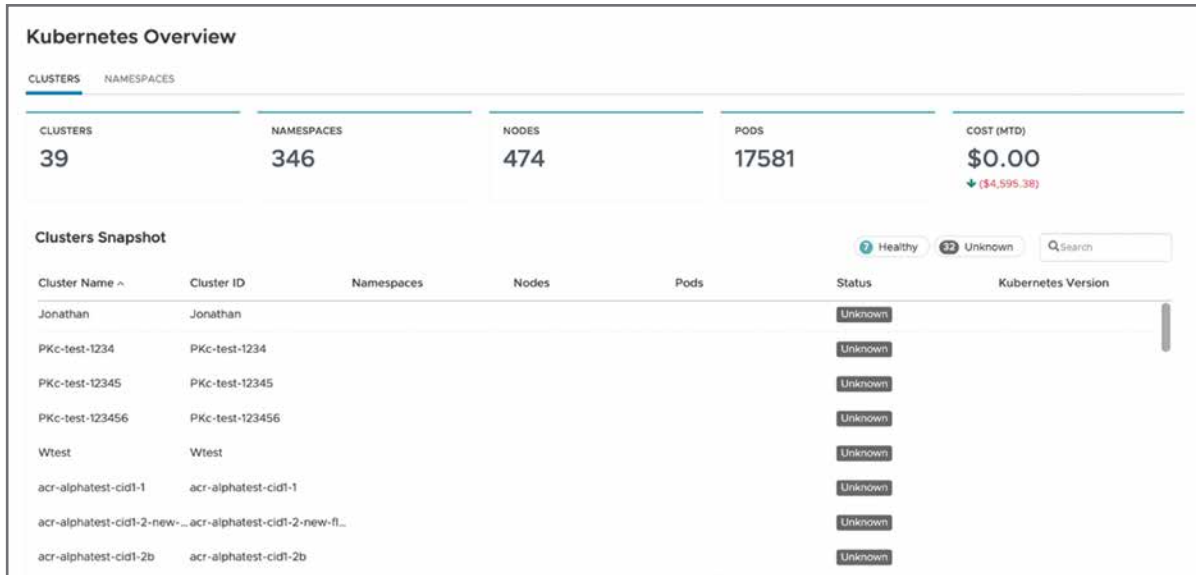 Kubernetes Overview
CLUSTERS NAMESPACES
CLUSTERS NAMESPACES NODES PODS COST (MTD)
39 346 474 17581 $0.00
($4,595.38)
Clusters Snapshot 7 Healthy 32 Unknown Search
Cluster Name Cluster ID Namespaces Nodes Pods Status Kubernetes Version
Jonathan Jonathan Unknown
PKc-test-1234 PKc-test-1234 Unknown
PKc-test-12345 PKc-test-12345 Unknown
PKc-test-123456 PKc-test-123456 Unknown
Wtest Wtest Unknown
acr-alphatest-cid1-1 acr-alphatest-cid1-1 Unknown
acr-alphatest-cid1-2-new-... acr-alphatest-cid1-2-new-fl... Unknown
acr-alphatest-cid1-2b acr-alphatest-cid1-2b Unknown